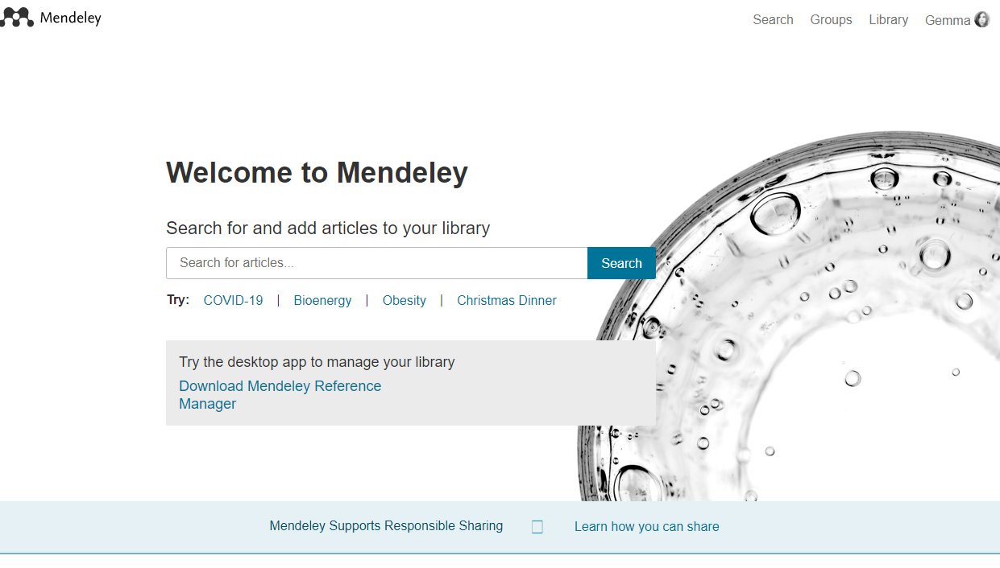 Mendeley
Search Groups Library Gemma
Welcome to Mendeley
Search for and add articles to your library
Search for articles... Search
Try: COVID-19 | Bioenergy | Obesity | Christmas Dinner
Try the desktop app to manage your library
Download Mendeley Reference
Manager
Mendeley Supports Responsible Sharing Learn how you can share